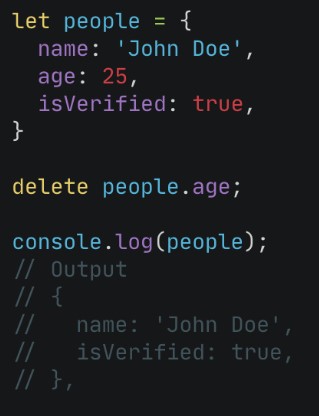 let people = {
  name: 'John Doe',
  age: 25,
  isVerified: true,
}

delete people.age;

console.log(people);
// Output
// {
//   name: 'John Doe',
//   isVerified: true,
// },